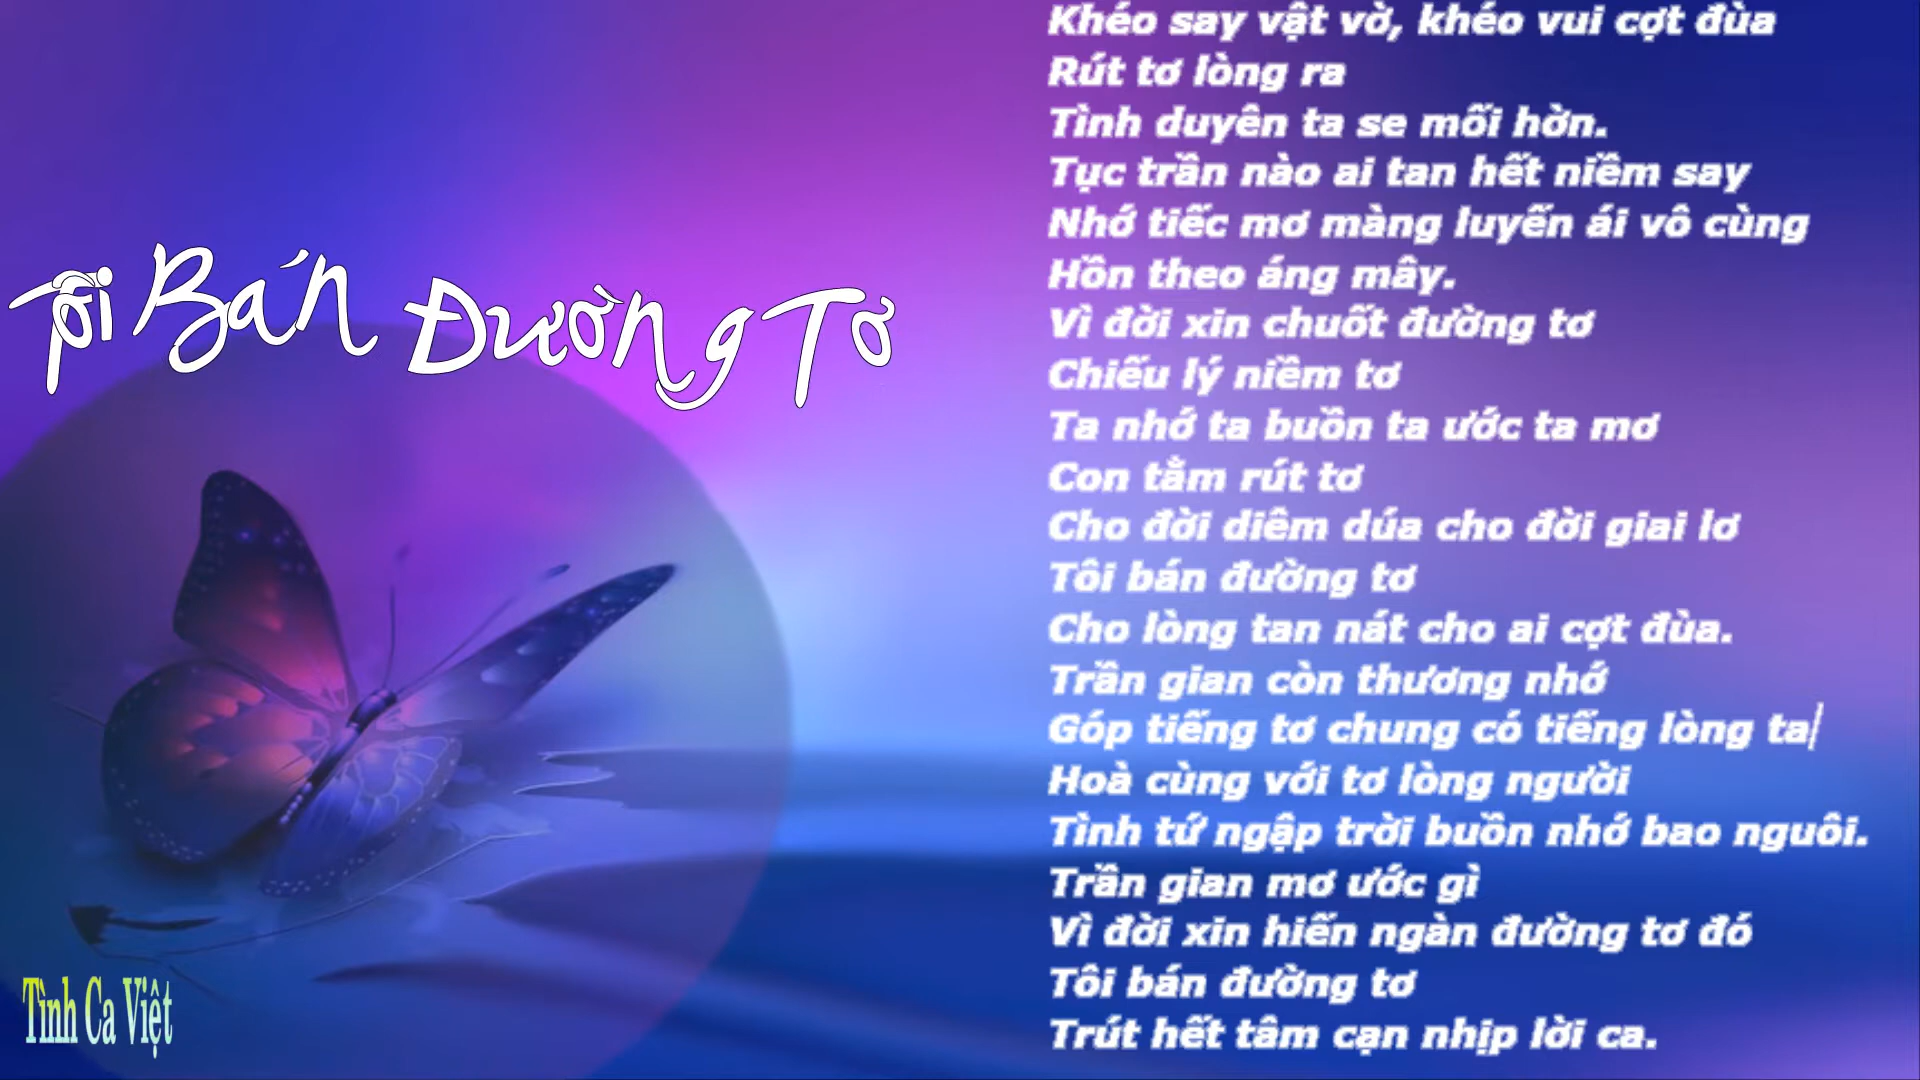 Tôi Bán Đường Tơ
Khéo say vật vờ, khéo vui cợt đùa
Rút tơ lòng ra
Tình duyên ta se mối hờn.
Tục trần nào ai tan hết niềm say
Nhớ tiếc mơ màng luyến ái vô cùng
Hồn theo áng mây.
Vì đời xin chuốt đường tơ
Chiếu lý niềm tơ
Ta nhớ ta buồn ta ước ta mơ
Con tằm rút tơ
Cho đời diêm dúa cho đời giai lơ
Tôi bán đường tơ
Cho lòng tan nát cho ai cợt đùa.
Trần gian còn thương nhớ
Góp tiếng tơ chung có tiếng lòng ta
Hoà cùng với tơ lòng người
Tình tứ ngập trời buồn nhớ bao nguôi.
Trần gian mơ ước gì
Vì đời xin hiến ngàn đường tơ đó
Tôi bán đường tơ
Trút hết tâm cạn nhịp lời ca.
Tình Ca Việt